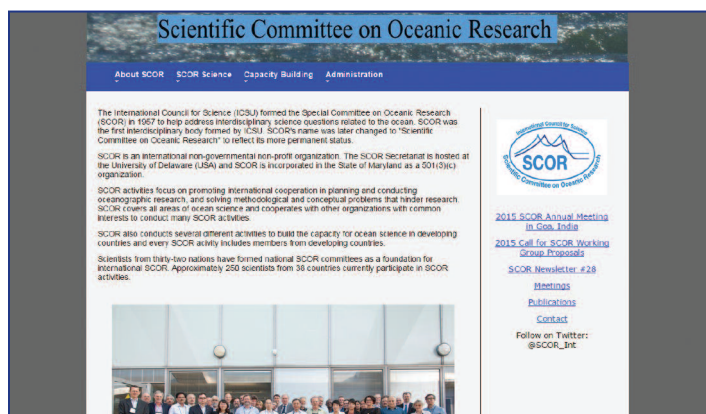 Scientific Committee on Oceanic Research
About SCOR SCOR Science Capacity Building Administration
The International Council for Science (ICSU) formed the Special Committee on Oceanic Research
(SCOR) in 1957 to help address interdisciplinary science questions related to the ocean. SCOR was
the first interdisciplinary body formed by ICSU. SCOR's name was later changed to "Scientific
Committee on Oceanic Research" to reflect its more permanent status.
SCOR is an international non-governmental non-profit organization. The SCOR Secretariat is hosted at
the University of Delaware (USA) and SCOR is incorporated in the State of Maryland as a 501(3)(c)
organization.
SCOR activities focus on promoting international cooperation in planning and conducting
oceanographic research, and solving methodological and conceptual problems that hinder research.
SCOR covers all areas of ocean science and cooperates with other organizations with common
interests to conduct many SCOR activities.
SCOR also conducts several different activities to build the capacity for ocean science in developing
countries and every SCOR activity includes members from developing countries.
Scientists from thirty-two nations have formed national SCOR committees as a foundation for
international SCOR. Approximately 250 scientists from 38 countries currently participate in SCOR
activities.
International Council for Science
SCOR
Scientific Committee on Oceanic Research
2015 SCOR Annual Meeting
in Goa, India
2015 Call for SCOR Working
Group Proposals
SCOR Newsletter #28
Meetings
Publications
Contact
Follow on Twitter:
@SCOR_Int